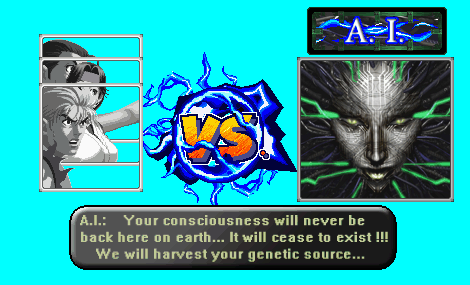 A. I.
VS.
A.I.: Your consciousness will never be
back here on earth... It will cease to exist !!!
We will harvest your genetic source...